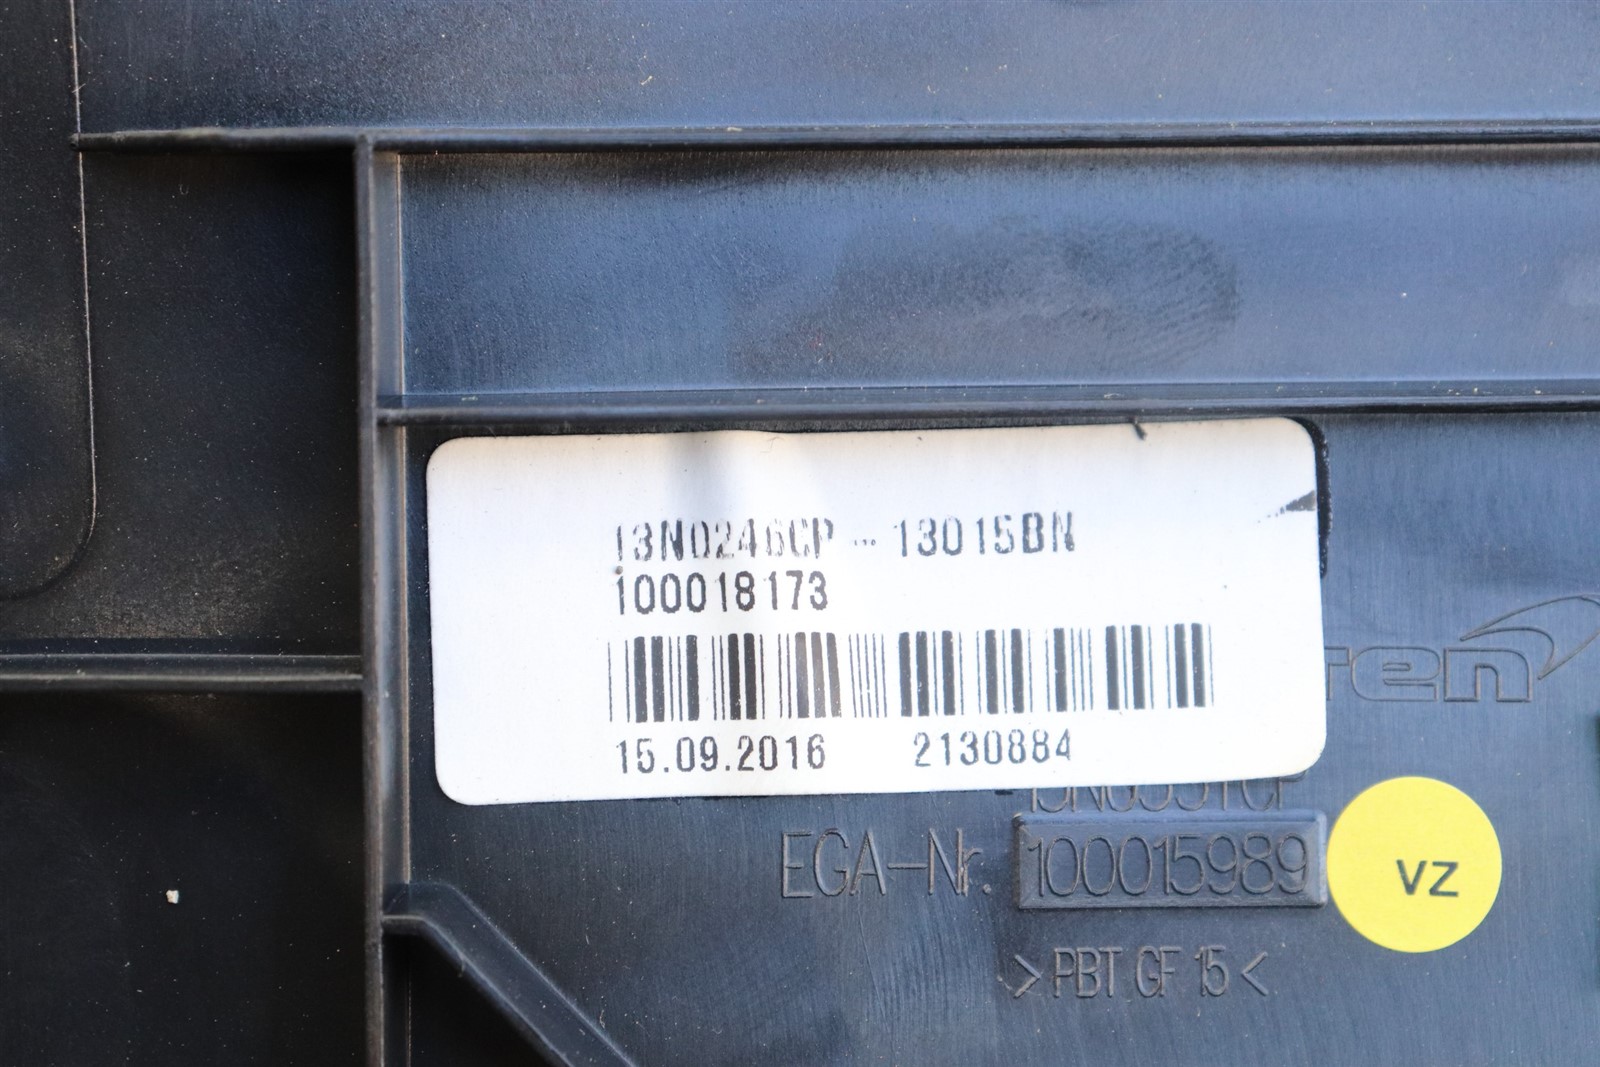 13N0246CP - 13015BN
100018173
15.09.2016 2130884
EGA-Nr. 100015989
VZ
>PBT GF 15<